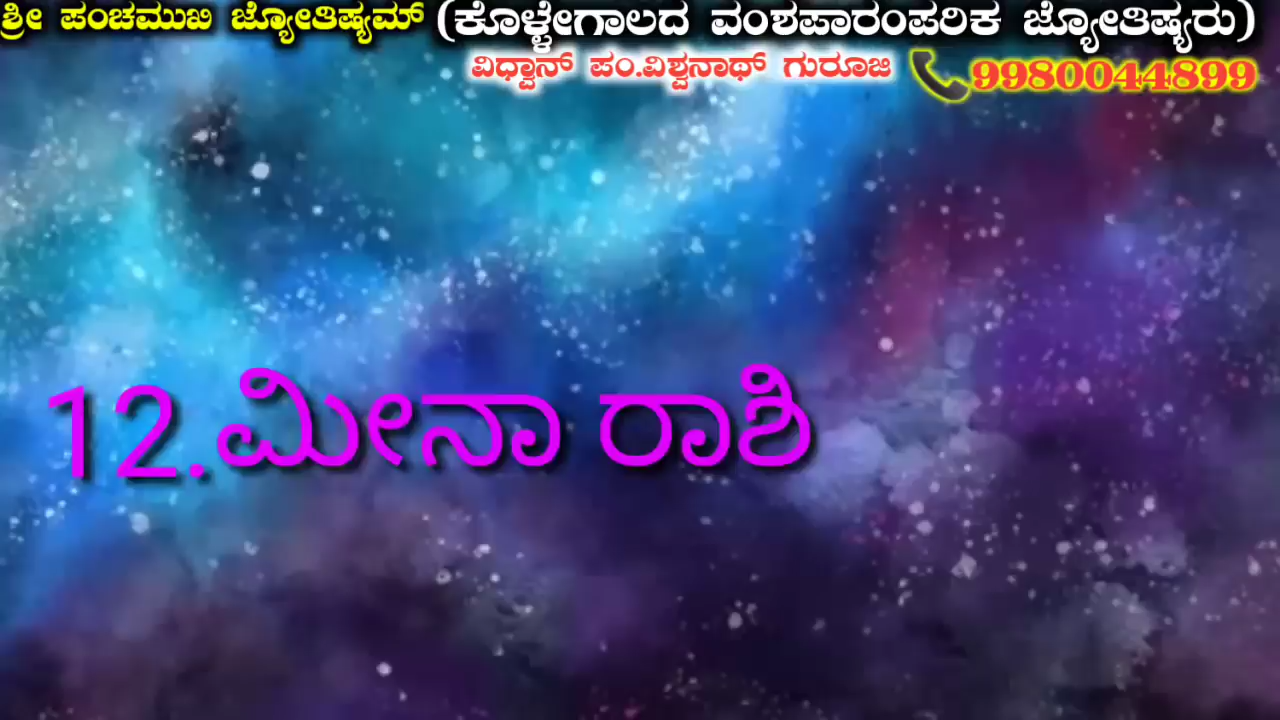 ಶ್ರೀ ಪಂಚಮುಖಿ ಜ್ಯೋತಿಷ್ಯಮ್ (ಕೊಳ್ಳೇಗಾಲದ ವಂಶಪಾರಂಪರಿಕ ಜ್ಯೋತಿಷ್ಯರು)
ವಿಧ್ವಾನ್ ಪಂ.ವಿಶ್ವನಾಥ್ ಗುರೂಜಿ 9980044899
12.ಮೀನಾ ರಾಶಿ